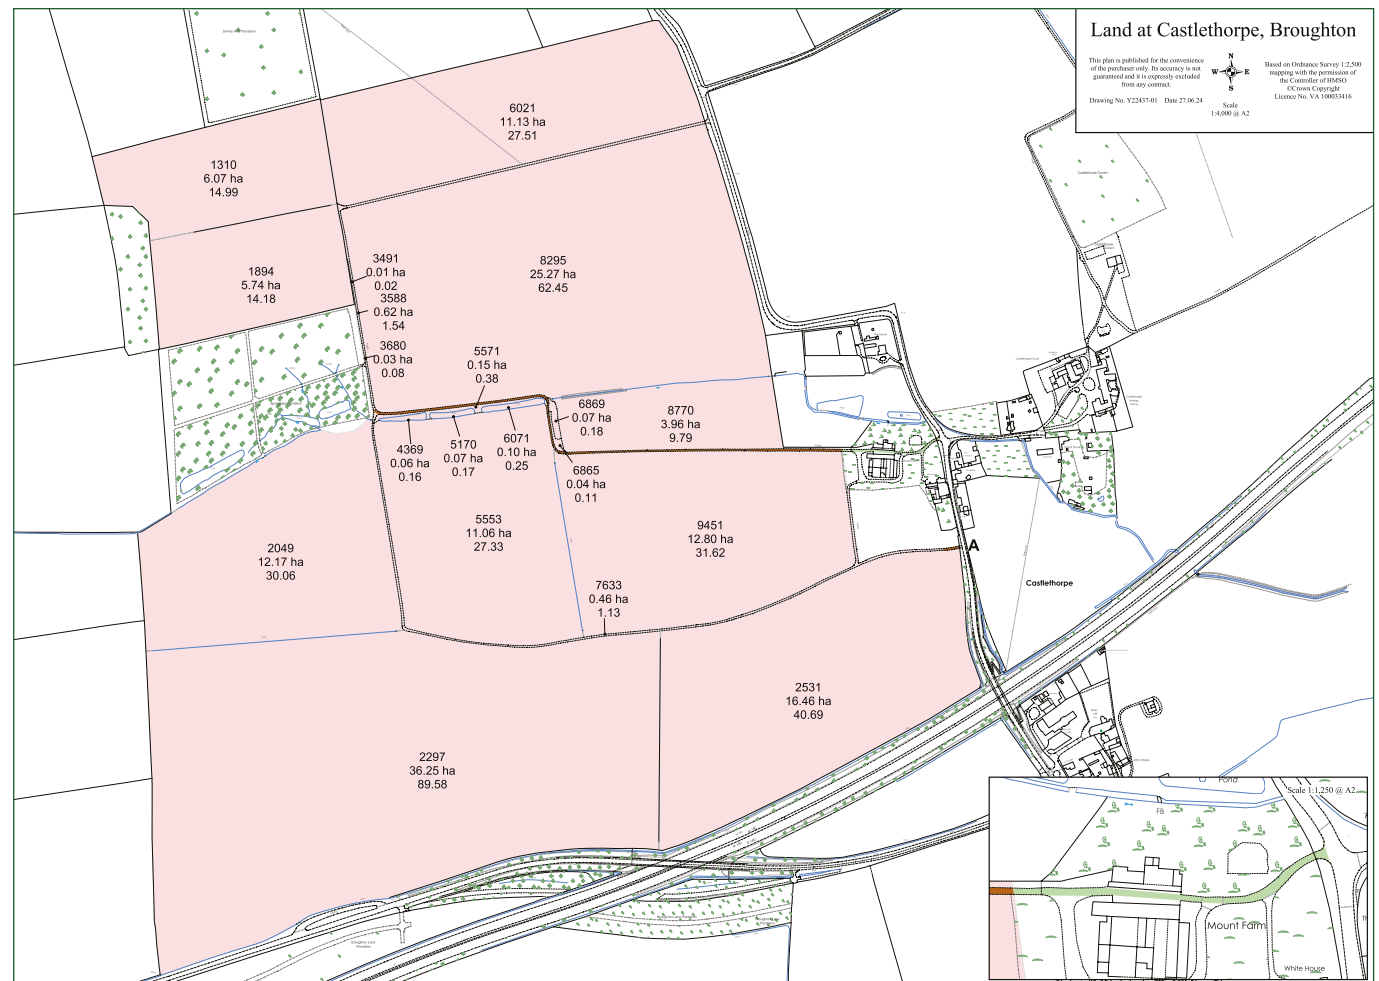 Land at Castlethorpe, Broughton
This plan is published for the convenience
of the purchaser only. Its accuracy is not
guaranteed and it is expressly excluded
from any contract.
Drawing No. Y22437-01 Date 27.06.24
N
W E
S
Scale
1:4,000 @ A2
Based on Ordnance Survey 1:2,500
mapping with the permission of
the Controller of HMSO
©Crown Copyright
Licence No. VA 100033416
6021
11.13 ha
27.51
1310
6.07 ha
14.99
1894
5.74 ha
14.18
3491
0.01 ha
0.02
3588
0.62 ha
1.54
3680
0.03 ha
0.08
8295
25.27 ha
62.45
5571
0.15 ha
0.38
4369
0.06 ha
0.16
5170
0.07 ha
0.17
6071
0.10 ha
0.25
6869
0.07 ha
0.18
6865
0.04 ha
0.11
8770
3.96 ha
9.79
2049
12.17 ha
30.06
5553
11.06 ha
27.33
9451
12.80 ha
31.62
7633
0.46 ha
1.13
2531
16.46 ha
40.69
2297
36.25 ha
89.58
A
Castlethorpe
Castlethorpe Covert
Broughton Lane
Plantation
Pond
Scale 1:1,250 @ A2
FB
Mount Farm
White House